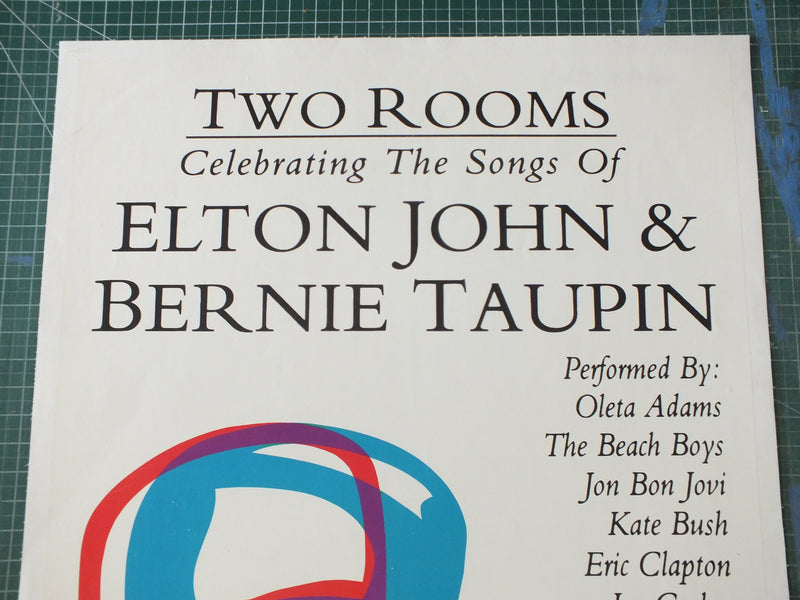 TWO ROOMS
Celebrating The Songs Of
ELTON JOHN &
BERNIE TAUPIN
Performed By:
Oleta Adams
The Beach Boys
Jon Bon Jovi
Kate Bush
Eric Clapton